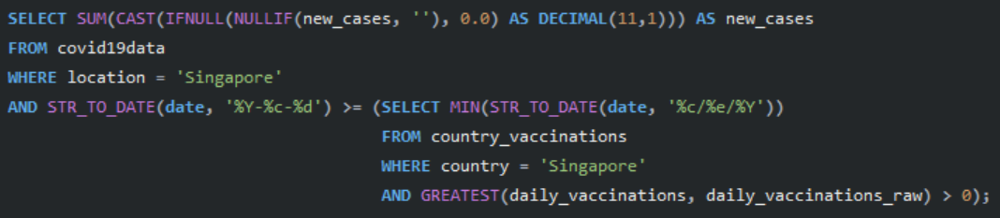 SELECT SUM(CAST(IFNULL(NULLIF(new_cases, ''), 0.0) AS DECIMAL(11,1))) AS new_cases
FROM covid19data
WHERE location = 'Singapore'
AND STR_TO_DATE(date, '%Y-%c-%d') >= (SELECT MIN(STR_TO_DATE(date, '%c/%e/%Y'))
FROM country_vaccinations
WHERE country = 'Singapore'
AND GREATEST(daily_vaccinations, daily_vaccinations_raw) > 0);